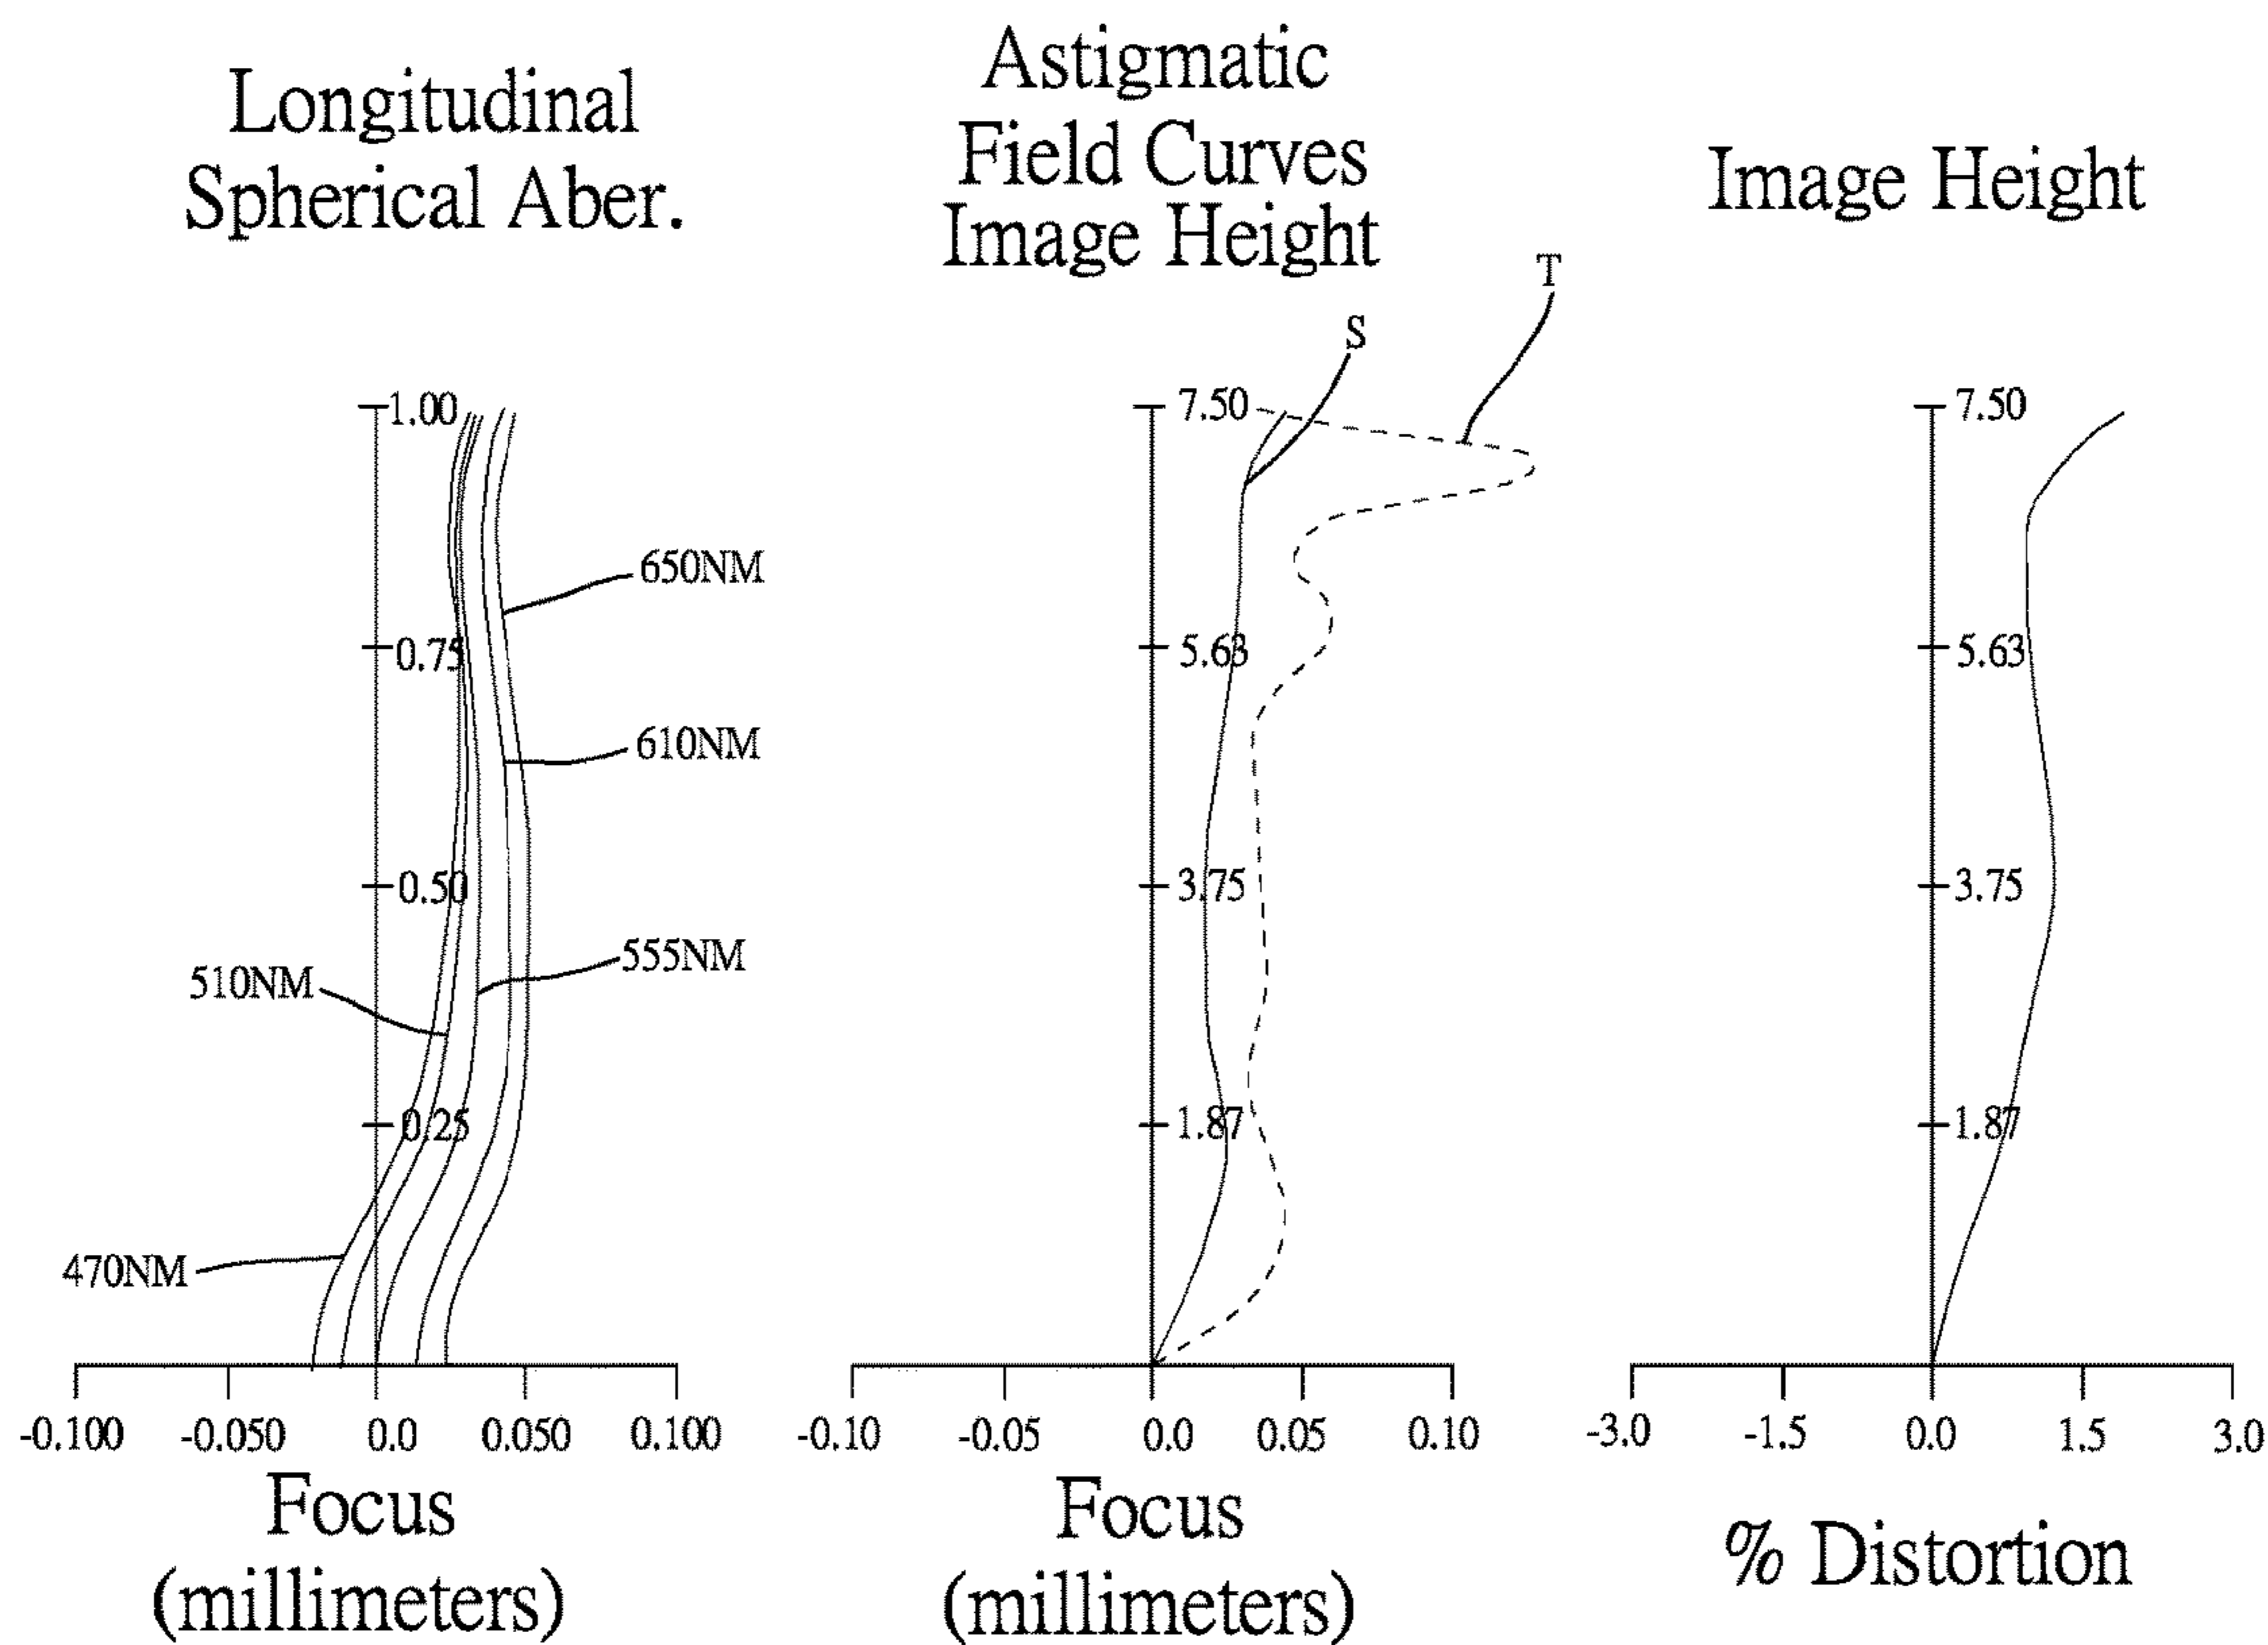 Longitudinal
Spherical Aber.
1.00
0.75
0.50
0.25
650NM
610NM
555NM
510NM
470NM
-0.100
-0.050
0.0
0.050
0.100
Focus
(millimeters)
Astigmatic
Field Curves
Image Height
T
S
7.50
5.63
3.75
1.87
-0.10
-0.05
0.0
0.05
0.10
Focus
(millimeters)
Image Height
7.50
5.63
3.75
1.87
-3.0
-1.5
0.0
1.5
3.0
% Distortion